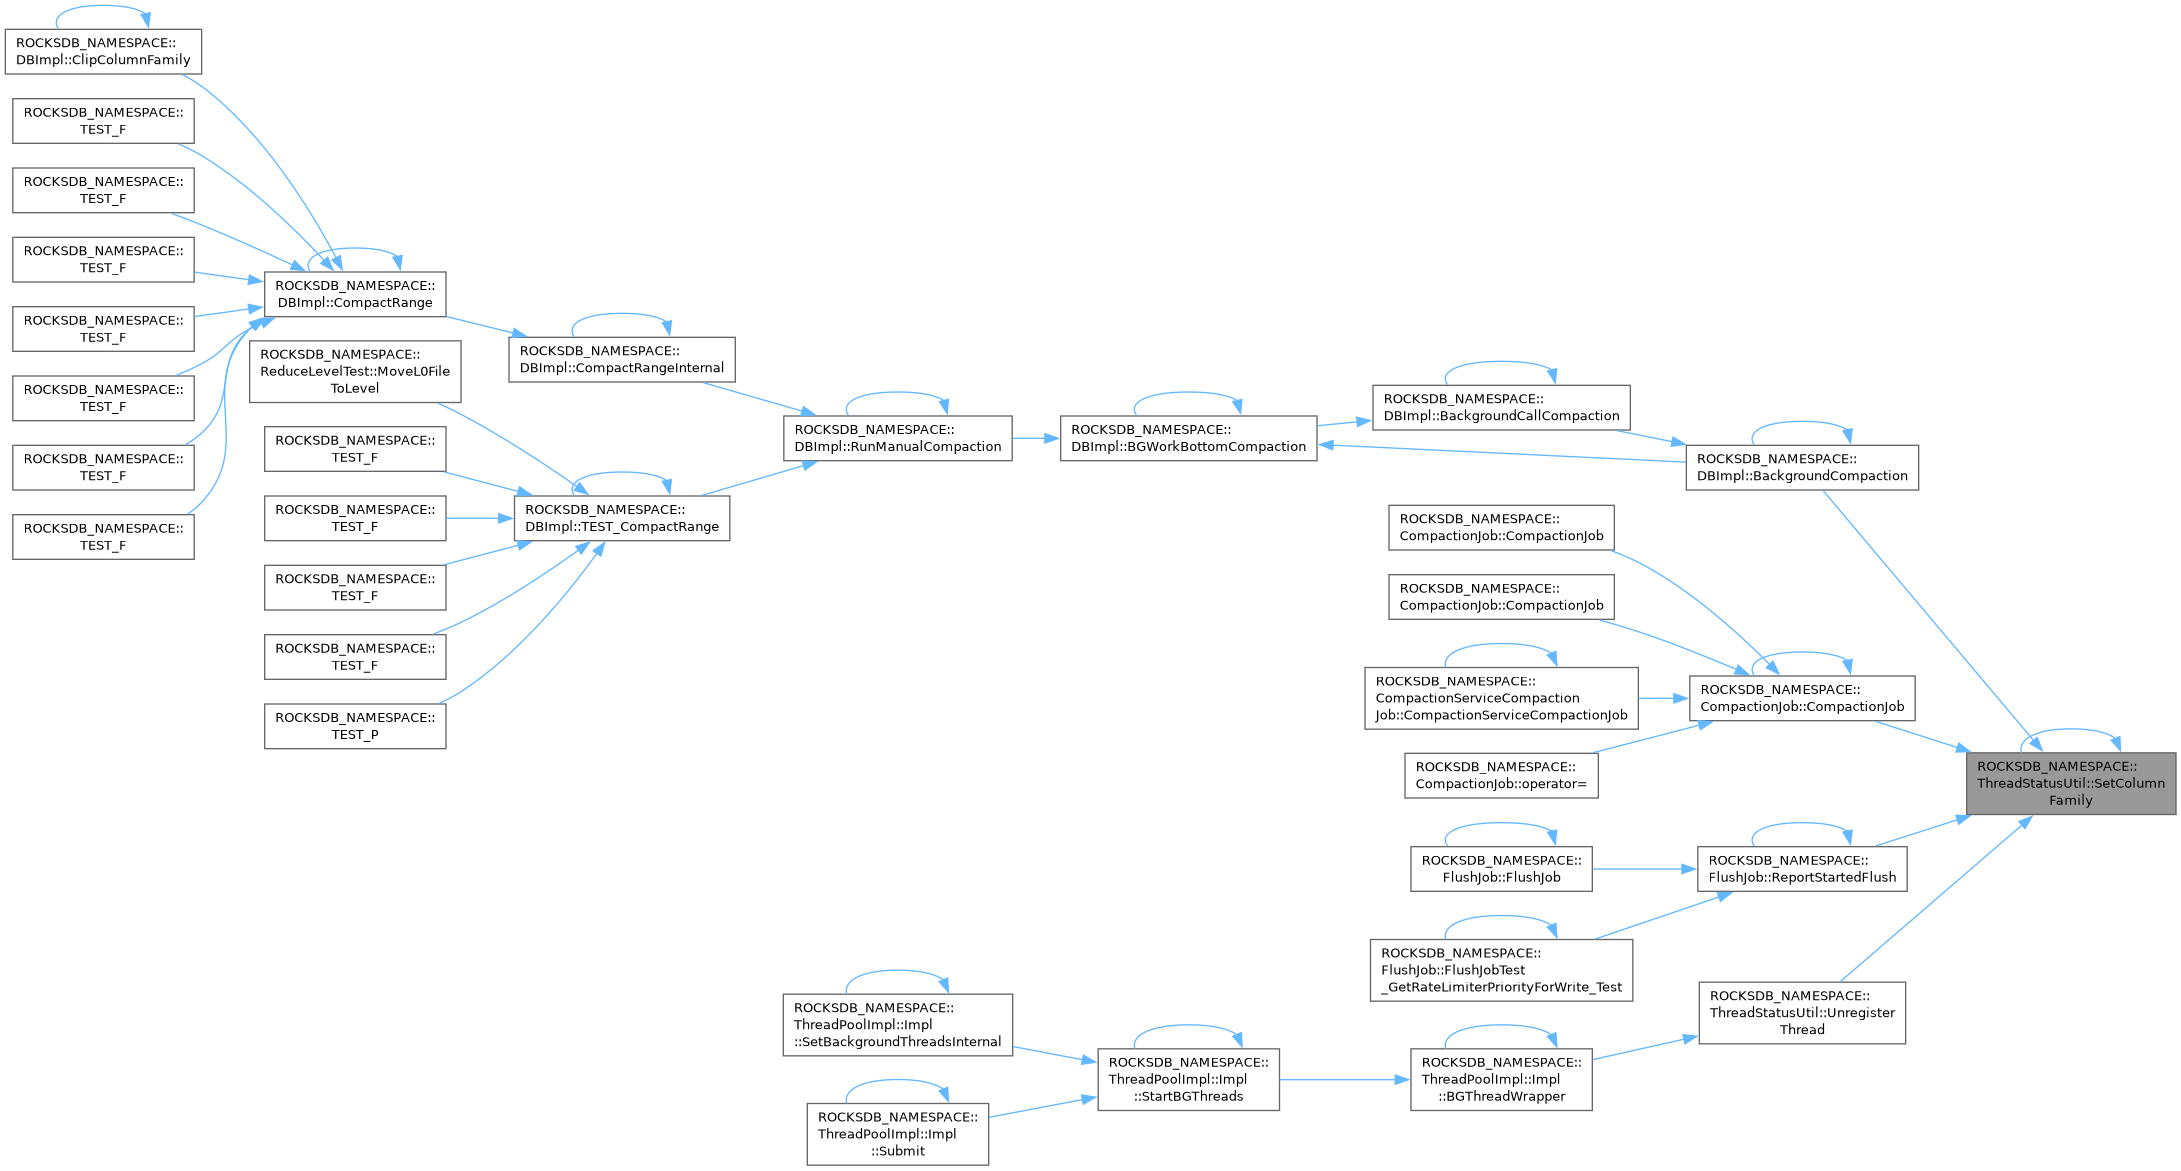 ROCKSDB_NAMESPACE::
DBImpl::ClipColumnFamily
ROCKSDB_NAMESPACE::
TEST_F
ROCKSDB_NAMESPACE::
TEST_F
ROCKSDB_NAMESPACE::
TEST_F
ROCKSDB_NAMESPACE::
TEST_F
ROCKSDB_NAMESPACE::
TEST_F
ROCKSDB_NAMESPACE::
TEST_F
ROCKSDB_NAMESPACE::
TEST_F
ROCKSDB_NAMESPACE::
DBImpl::CompactRange
ROCKSDB_NAMESPACE::
ReduceLevelTest::MoveL0File
ToLevel
ROCKSDB_NAMESPACE::
TEST_F
ROCKSDB_NAMESPACE::
TEST_F
ROCKSDB_NAMESPACE::
TEST_F
ROCKSDB_NAMESPACE::
TEST_F
ROCKSDB_NAMESPACE::
TEST_P
ROCKSDB_NAMESPACE::
DBImpl::CompactRangeInternal
ROCKSDB_NAMESPACE::
DBImpl::TEST_CompactRange
ROCKSDB_NAMESPACE::
DBImpl::RunManualCompaction
ROCKSDB_NAMESPACE::
DBImpl::BGWorkBottomCompaction
ROCKSDB_NAMESPACE::
DBImpl::BackgroundCallCompaction
ROCKSDB_NAMESPACE::
DBImpl::BackgroundCompaction
ROCKSDB_NAMESPACE::
CompactionJob::CompactionJob
ROCKSDB_NAMESPACE::
CompactionJob::CompactionJob
ROCKSDB_NAMESPACE::
CompactionServiceCompaction
Job::CompactionServiceCompactionJob
ROCKSDB_NAMESPACE::
CompactionJob::operator=
ROCKSDB_NAMESPACE::
CompactionJob::CompactionJob
ROCKSDB_NAMESPACE::
ThreadStatusUtil::SetColumn
Family
ROCKSDB_NAMESPACE::
FlushJob::FlushJob
ROCKSDB_NAMESPACE::
FlushJob::ReportStartedFlush
ROCKSDB_NAMESPACE::
FlushJob::FlushJobTest
_GetRateLimiterPriorityForWrite_Test
ROCKSDB_NAMESPACE::
ThreadStatusUtil::Unregister
Thread
ROCKSDB_NAMESPACE::
ThreadPoolImpl::Impl
::SetBackgroundThreadsInternal
ROCKSDB_NAMESPACE::
ThreadPoolImpl::Impl
::Submit
ROCKSDB_NAMESPACE::
ThreadPoolImpl::Impl
::StartBGThreads
ROCKSDB_NAMESPACE::
ThreadPoolImpl::Impl
::BGThreadWrapper